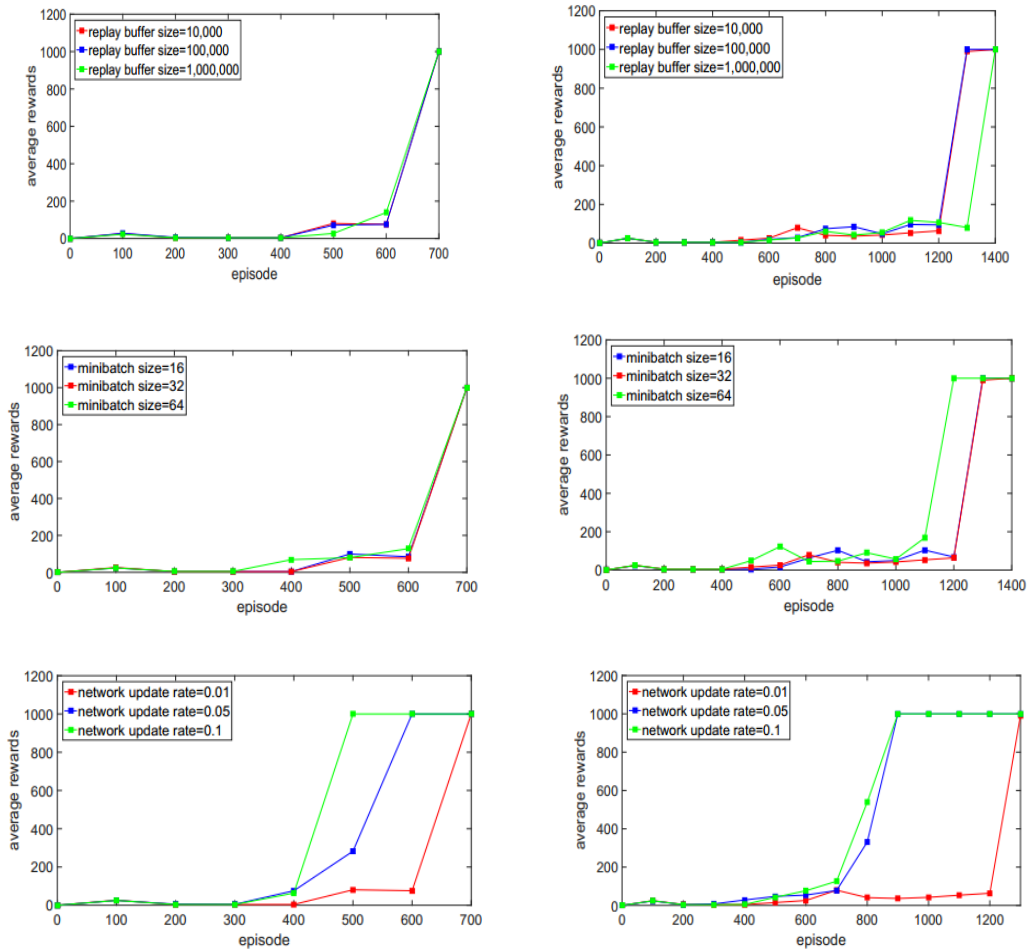 1200
1000
800
600
400
200
0
average rewards
replay buffer size=10,000
replay buffer size=100,000
replay buffer size=1,000,000
0 100 200 300 400 500 600 700
episode
1200
1000
800
600
400
200
0
average rewards
replay buffer size=10,000
replay buffer size=100,000
replay buffer size=1,000,000
0 200 400 600 800 1000 1200 1400
episode
1200
1000
800
600
400
200
0
average rewards
minibatch size=16
minibatch size=32
minibatch size=64
0 100 200 300 400 500 600 700
episode
1200
1000
800
600
400
200
0
average rewards
minibatch size=16
minibatch size=32
minibatch size=64
0 200 400 600 800 1000 1200 1400
episode
1200
1000
800
600
400
200
0
average rewards
network update rate=0.01
network update rate=0.05
network update rate=0.1
0 100 200 300 400 500 600 700
episode
1200
1000
800
600
400
200
0
average rewards
network update rate=0.01
network update rate=0.05
network update rate=0.1
0 200 400 600 800 1000 1200
episode